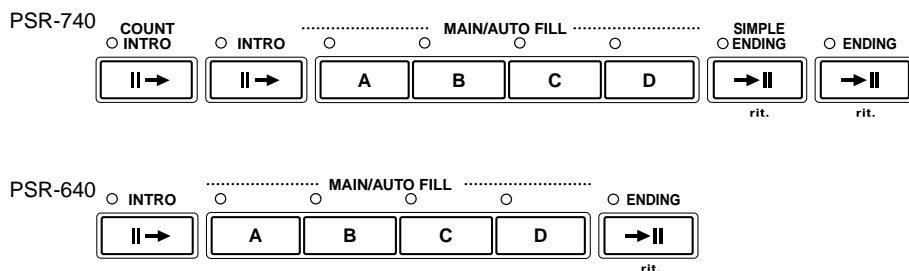 PSR-740
COUNT INTRO
INTRO
MAIN/AUTO FILL
SIMPLE ENDING
ENDING
A B C D
rit. rit.
PSR-640
INTRO
MAIN/AUTO FILL
ENDING
A B C D
rit.